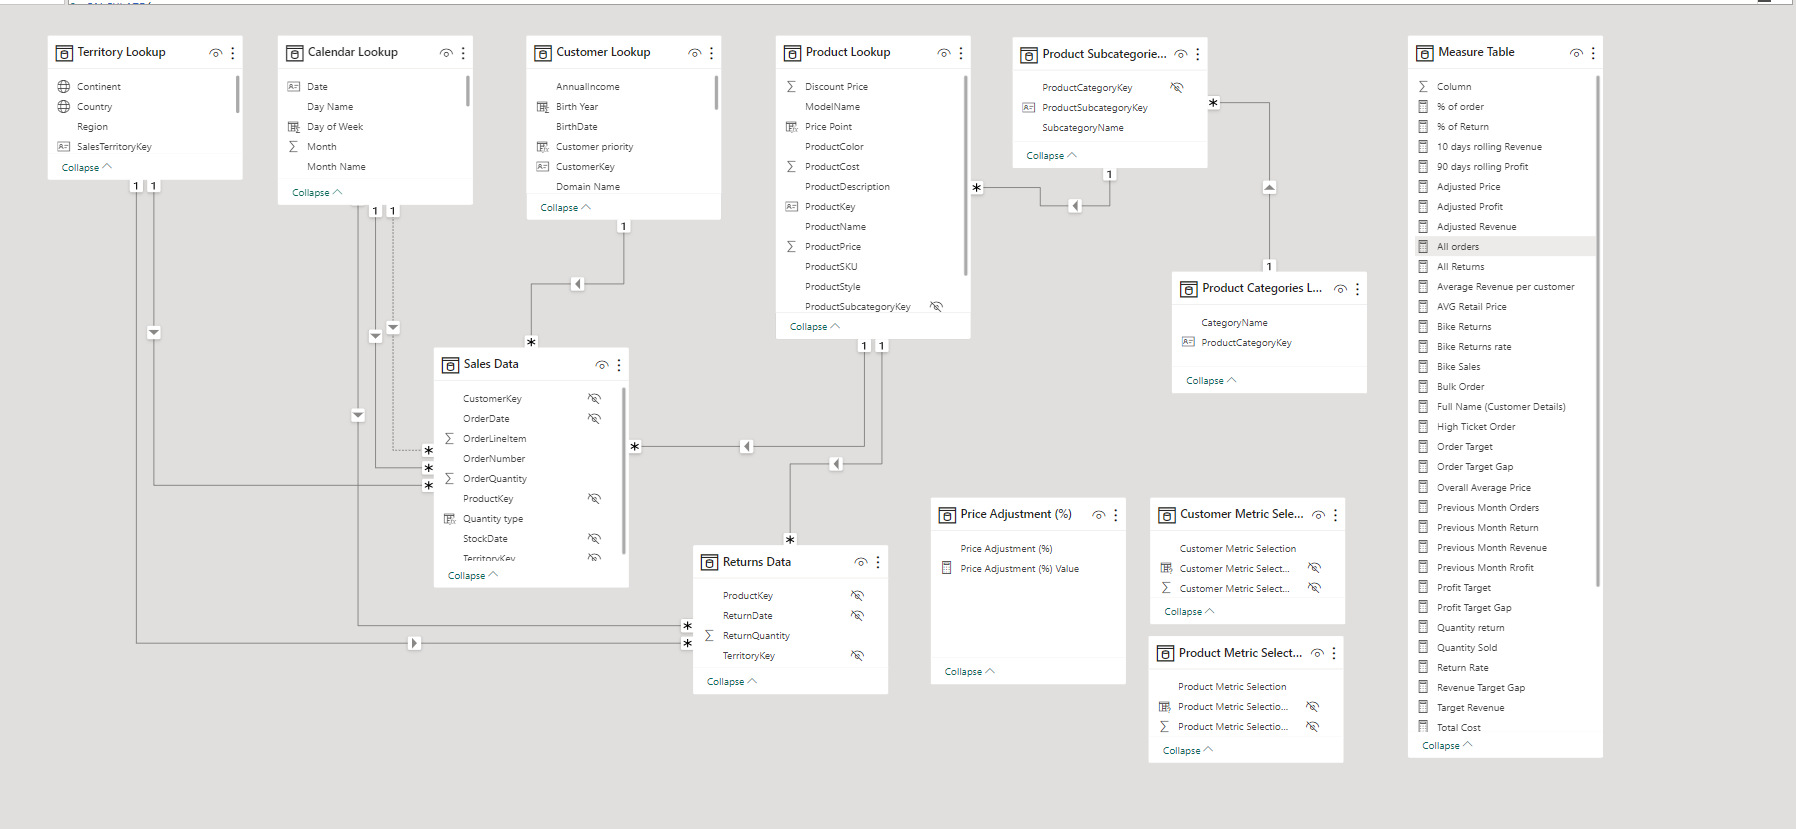 Territory Lookup
Continent
Country
Region
SalesTerritoryKey
Collapse
Calendar Lookup
Date
Day Name
Day of Week
Month
Month Name
Collapse
Customer Lookup
AnnualIncome
Birth Year
BirthDate
Customer priority
CustomerKey
Domain Name
Collapse
Product Lookup
Discount Price
ModelName
Price Point
ProductColor
ProductCost
ProductDescription
ProductKey
ProductName
ProductPrice
ProductSKU
ProductStyle
ProductSubcategoryKey
Collapse
Product Subcategorie...
ProductCategoryKey
ProductSubcategoryKey
SubcategoryName
Collapse
Product Categories L...
CategoryName
ProductCategoryKey
Collapse
Sales Data
CustomerKey
OrderDate
OrderLineItem
OrderNumber
OrderQuantity
ProductKey
Quantity type
StockDate
TerritoryKey
Collapse
Returns Data
ProductKey
ReturnDate
ReturnQuantity
TerritoryKey
Collapse
Price Adjustment (%)
Price Adjustment (%)
Price Adjustment (%) Value
Collapse
Customer Metric Sele...
Customer Metric Selection
Customer Metric Select...
Customer Metric Select...
Collapse
Product Metric Select...
Product Metric Selection
Product Metric Selectio...
Product Metric Selectio...
Collapse
Measure Table
Column
% of order
% of Return
10 days rolling Revenue
90 days rolling Profit
Adjusted Price
Adjusted Profit
Adjusted Revenue
All orders
All Returns
Average Revenue per customer
AVG Retail Price
Bike Returns
Bike Returns rate
Bike Sales
Bulk Order
Full Name (Customer Details)
High Ticket Order
Order Target
Order Target Gap
Overall Average Price
Previous Month Orders
Previous Month Return
Previous Month Revenue
Previous Month Rrofit
Profit Target
Profit Target Gap
Quantity return
Quantity Sold
Return Rate
Revenue Target Gap
Target Revenue
Total Cost
Collapse
1 1
1 1
1
1 1
1
1
*
*
*
*
*
*
*
*
*
*